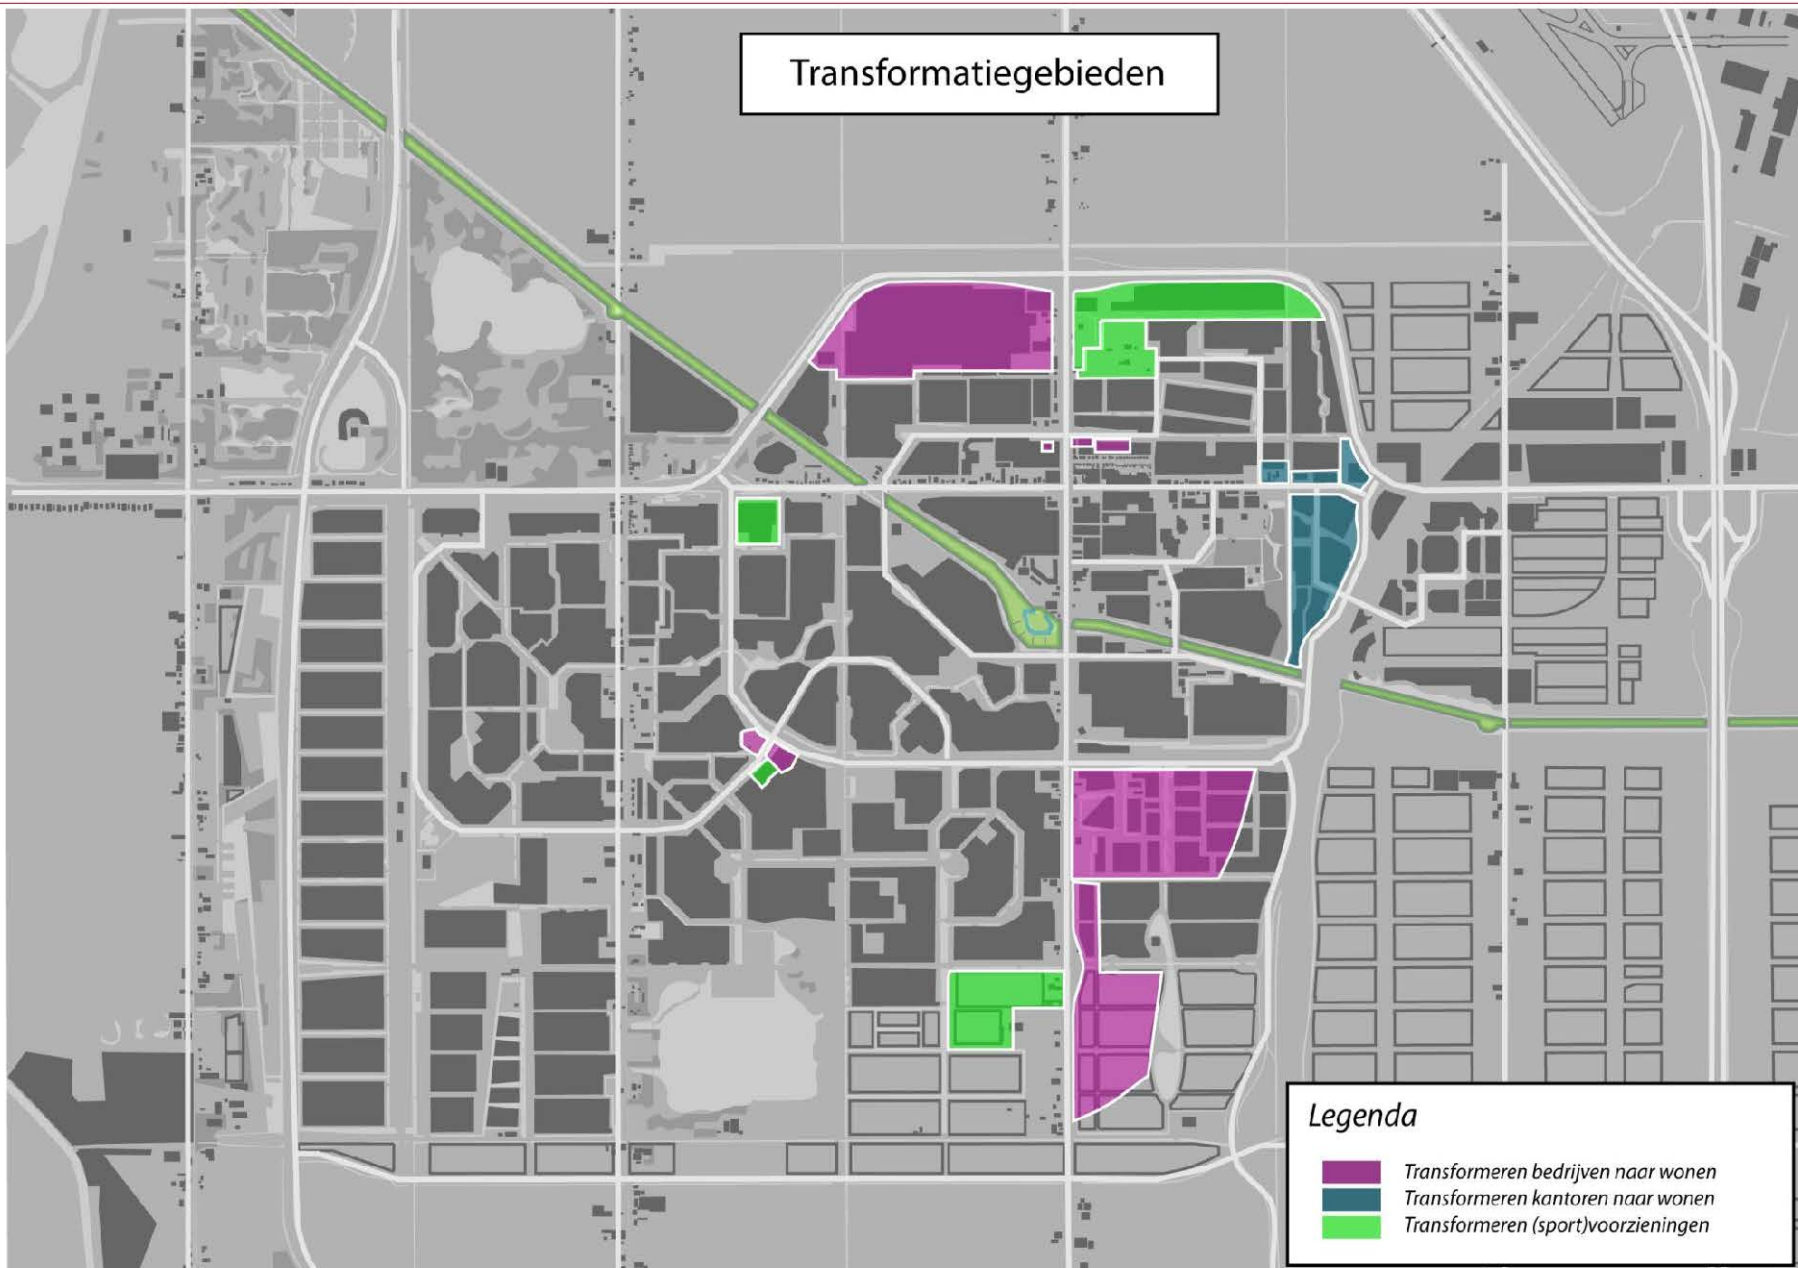 Transformatiegebieden
Legenda
Transformeren bedrijven naar wonen
Transformeren kantoren naar wonen
Transformeren (sport)voorzieningen